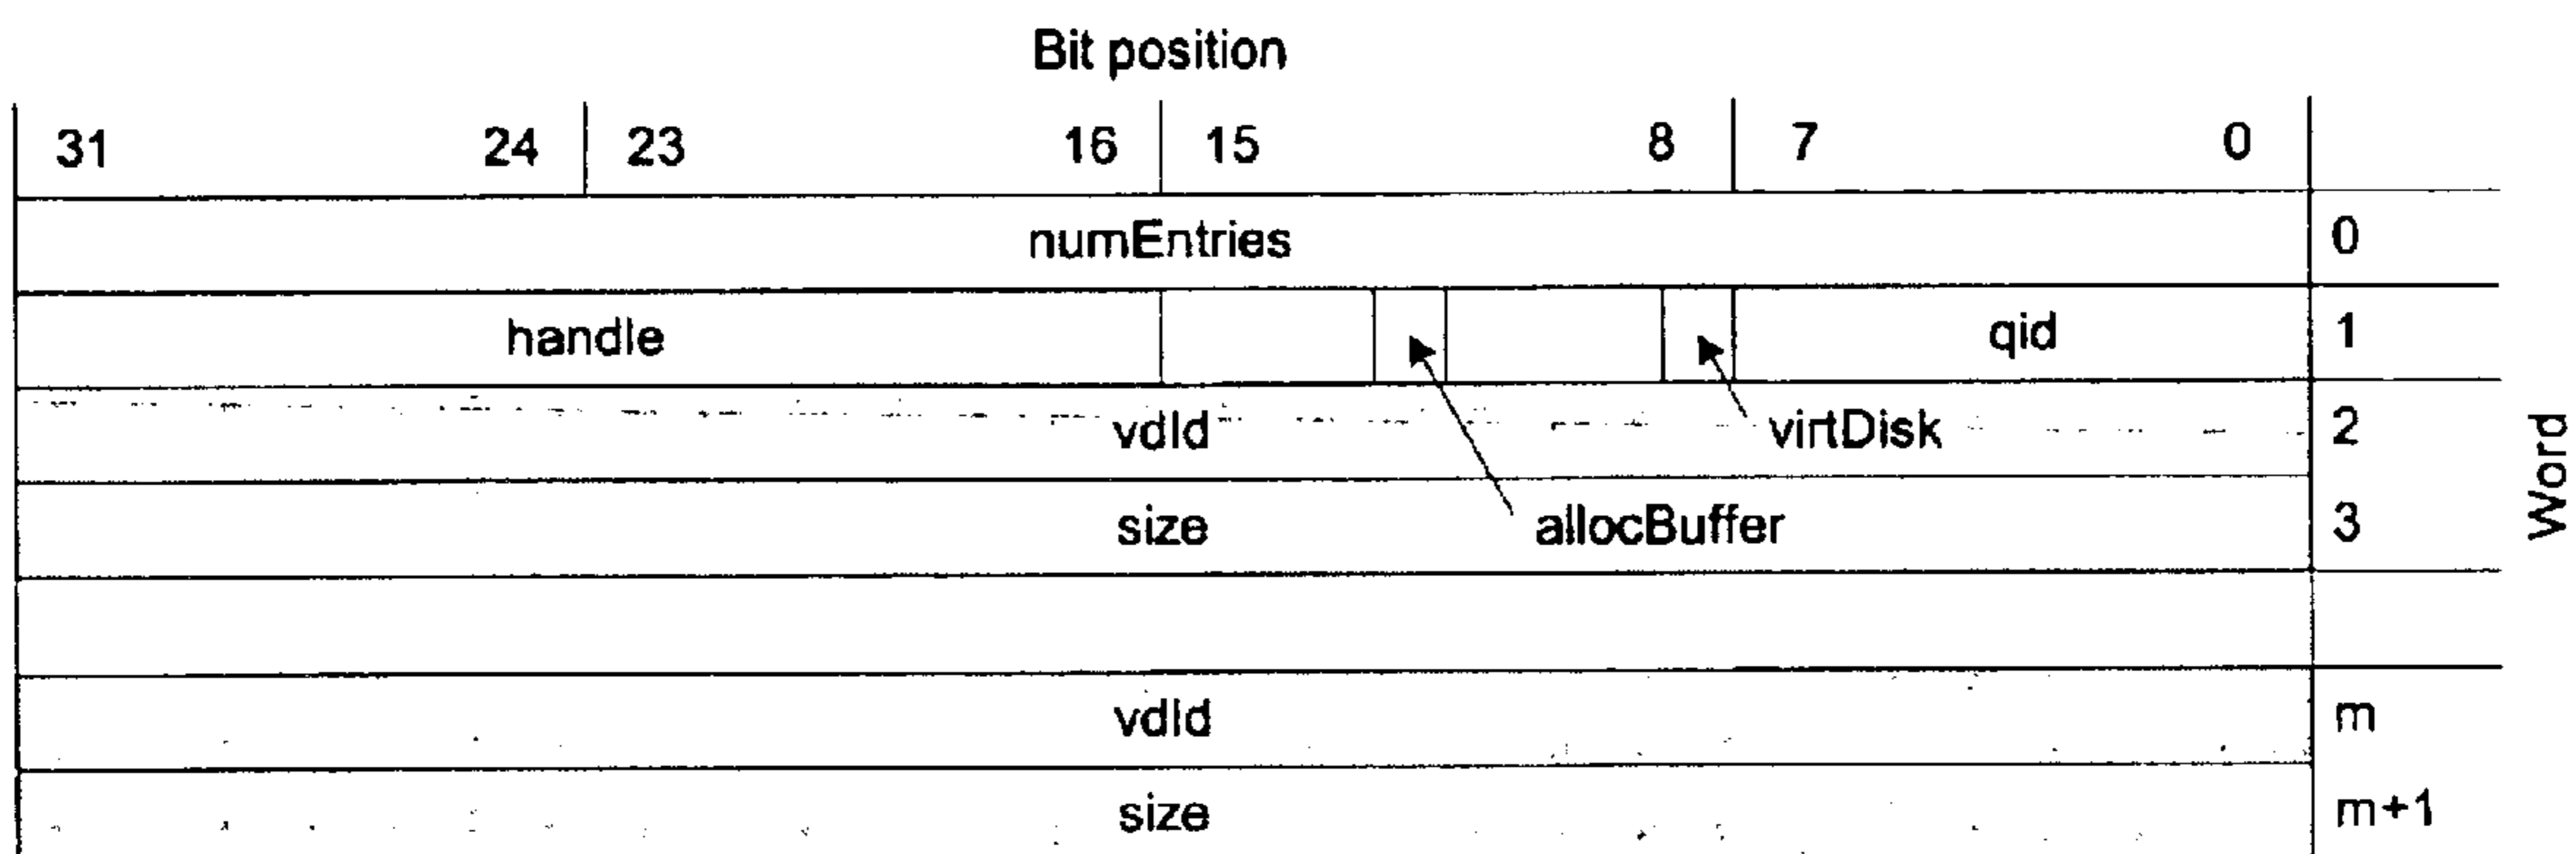 Bit position
31 24 23 16 15 8 7 0
numEntries 0
handle qid 1
vdId virtDisk 2
size allocBuffer 3
Word
vdId m
size m+1